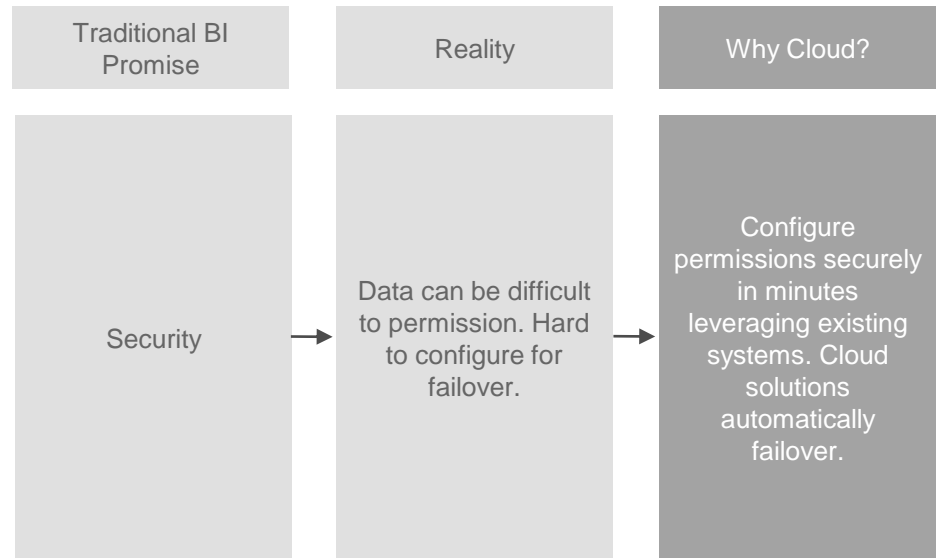 Traditional BI
Promise
Reality
Why Cloud?
Security
Data can be difficult
to permission. Hard
to configure for
failover.
Configure
permissions securely
in minutes
leveraging existing
systems. Cloud
solutions
automatically
failover.